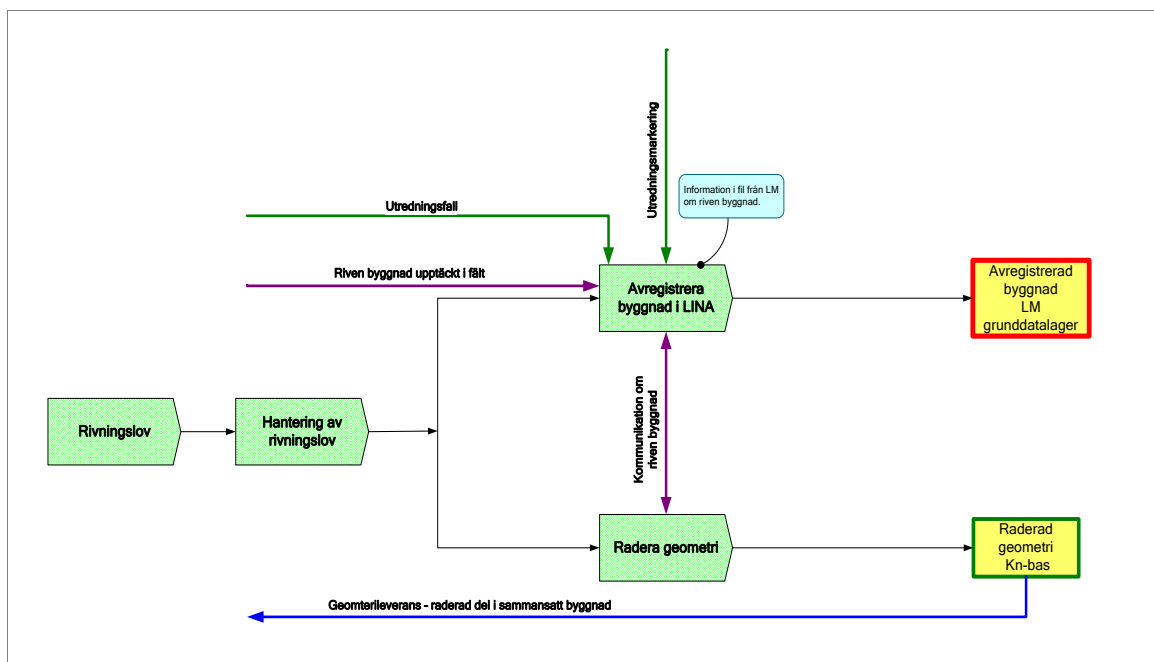 Utredningsmarkering
Information i fil från LM
om riven byggnad.
Utredningsfall
Riven byggnad upptäckt i fält
Avregistrera
byggnad i LINA
Avregistrerad
byggnad
LM
grunddatalager
Rivningslov
Hantering av
rivningslov
Kommunikation om
riven byggnad
Radera geometri
Raderad
geometri
Kn-bas
Geomterileverans - raderad del i sammansatt byggnad